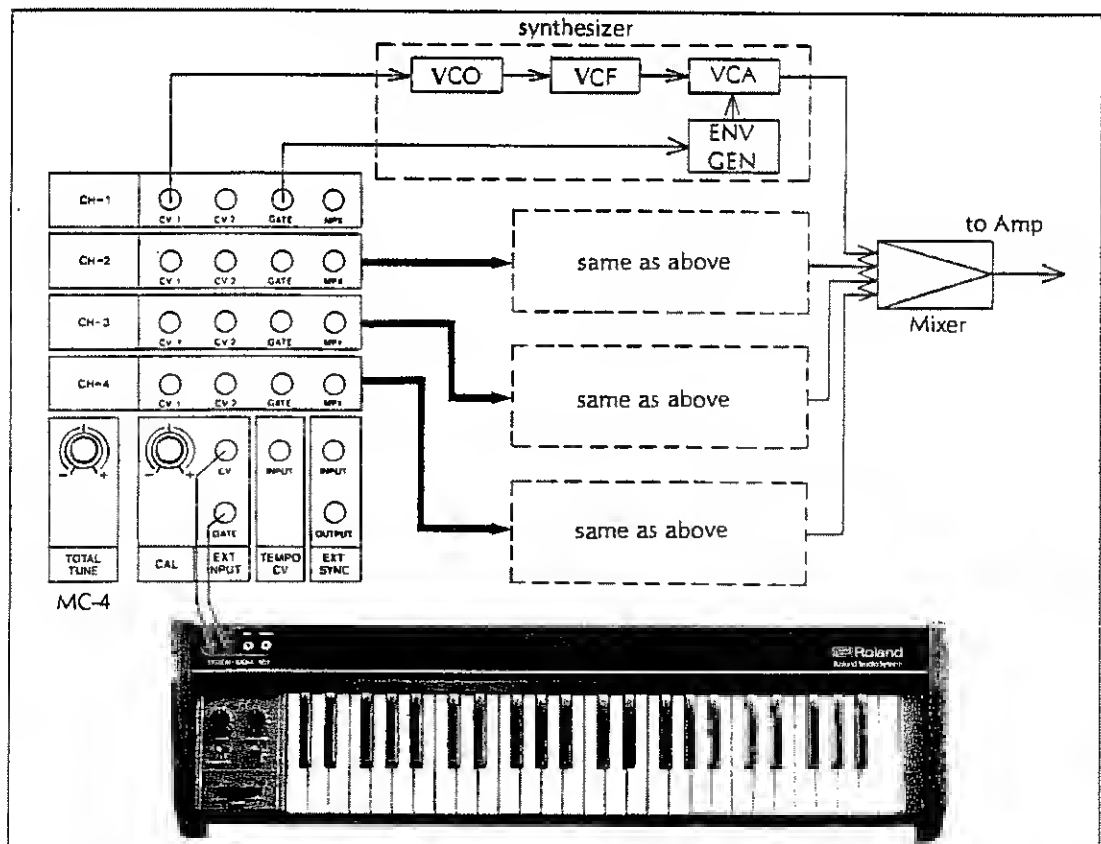 synthesizer
VCO
VCF
VCA
ENV
GEN
CH-1
CV 1
CV 2
GATE
MPX
CH-2
CV 1
CV 2
GATE
MPX
same as above
CH-3
CV 1
CV 2
GATE
MPX
same as above
CH-4
CV 1
CV 2
GATE
MPX
same as above
to Amp
Mixer
- +
TOTAL
TUNE
- +
CAL
CV
GATE
EXT
INPUT
INPUT
TEMPO
CV
INPUT
OUTPUT
EXT
SYNC
MC-4
Roland